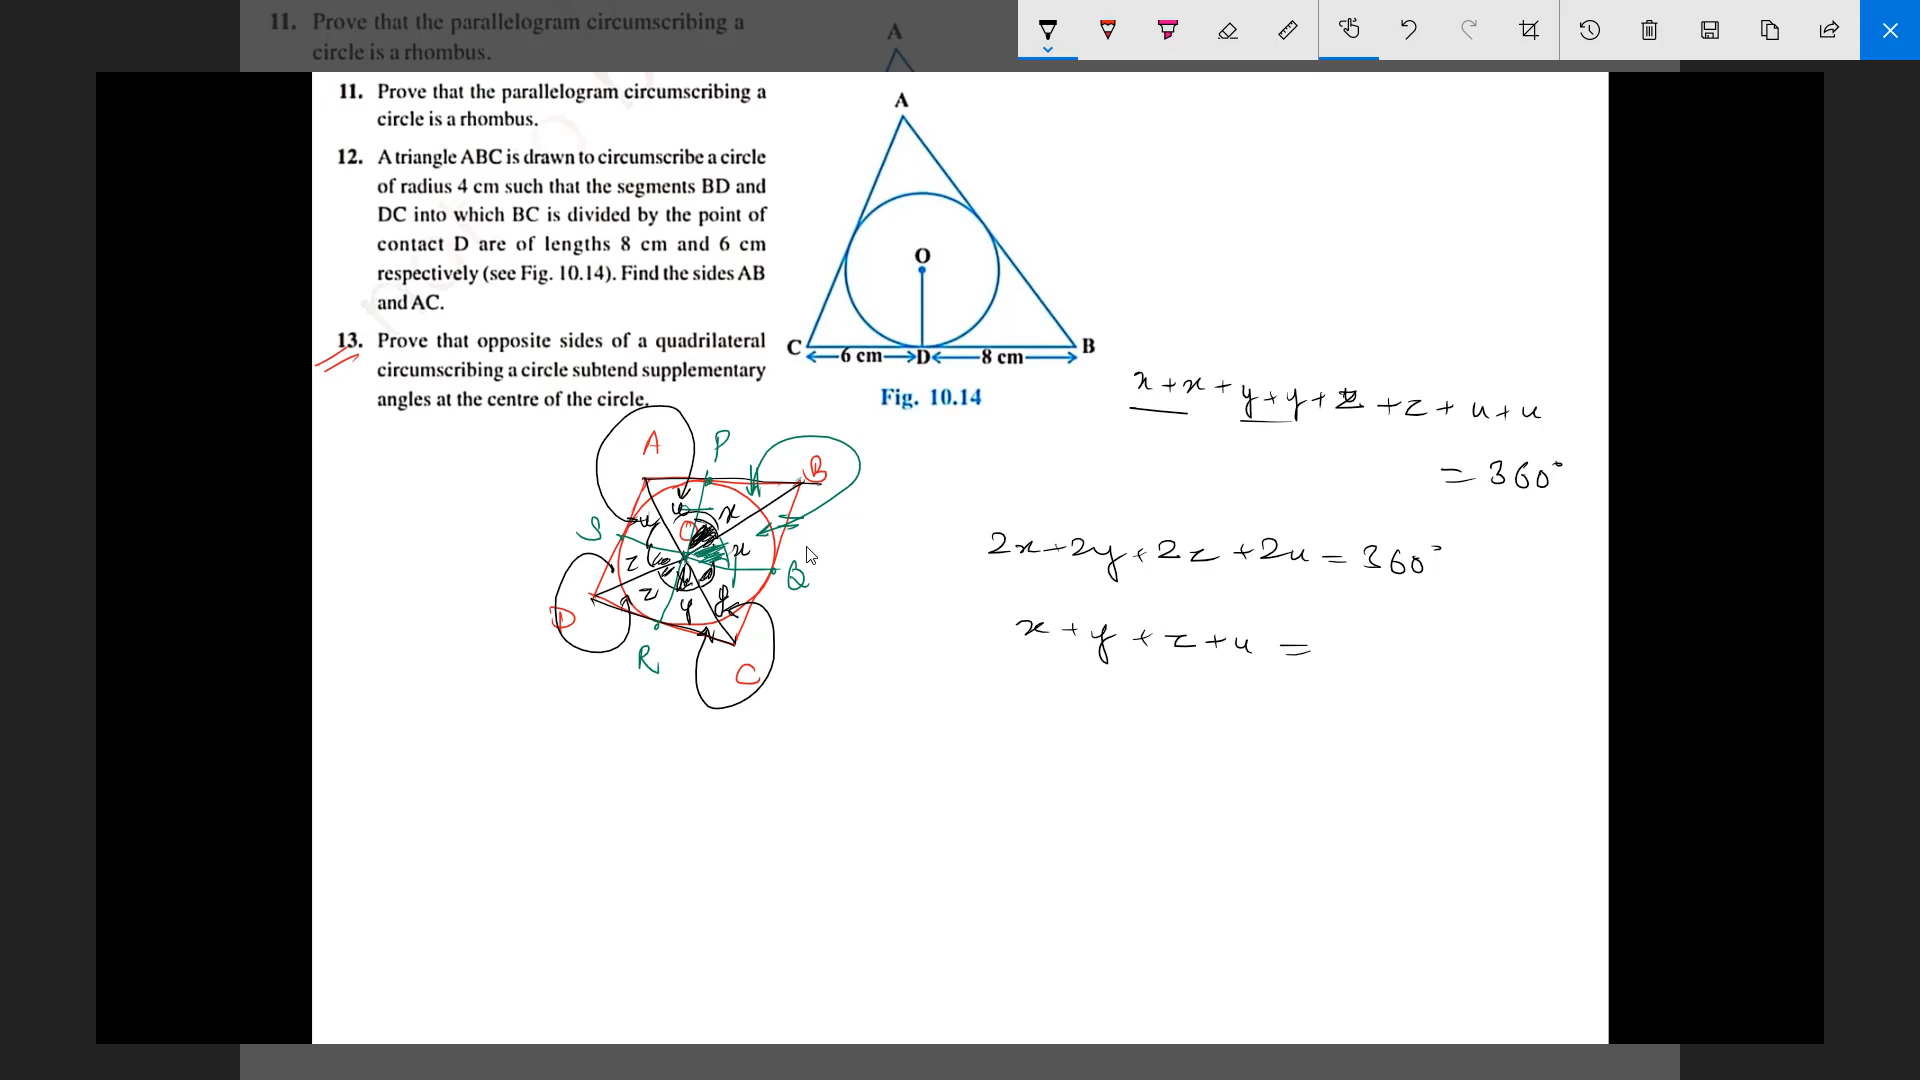 11. Prove that the parallelogram circumscribing a
circle is a rhombus.
A
11. Prove that the parallelogram circumscribing a
circle is a rhombus.
12. A triangle ABC is drawn to circumscribe a circle
of radius 4 cm such that the segments BD and
DC into which BC is divided by the point of
contact D are of lengths 8 cm and 6 cm
respectively (see Fig. 10.14). Find the sides AB
and AC.
13. Prove that opposite sides of a quadrilateral
circumscribing a circle subtend supplementary
angles at the centre of the circle.
A
O
C
6 cm
D
8 cm
B
Fig. 10.14
A
P
B
u
x
S
u
O
x
z
Q
z
y
y
D
R
C
x + x + y + y + z + z + u + u
= 360°
2x + 2y + 2z + 2u = 360°
x + y + z + u =